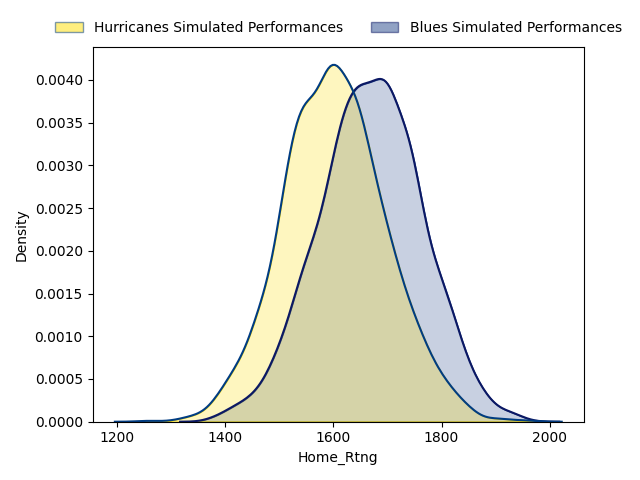 Hurricanes Simulated Performances
Blues Simulated Performances
0.0040
0.0035
0.0030
0.0025
0.0020
0.0015
0.0010
0.0005
0.0000
Density
1200 1400 1600 1800 2000
Home_Rtng